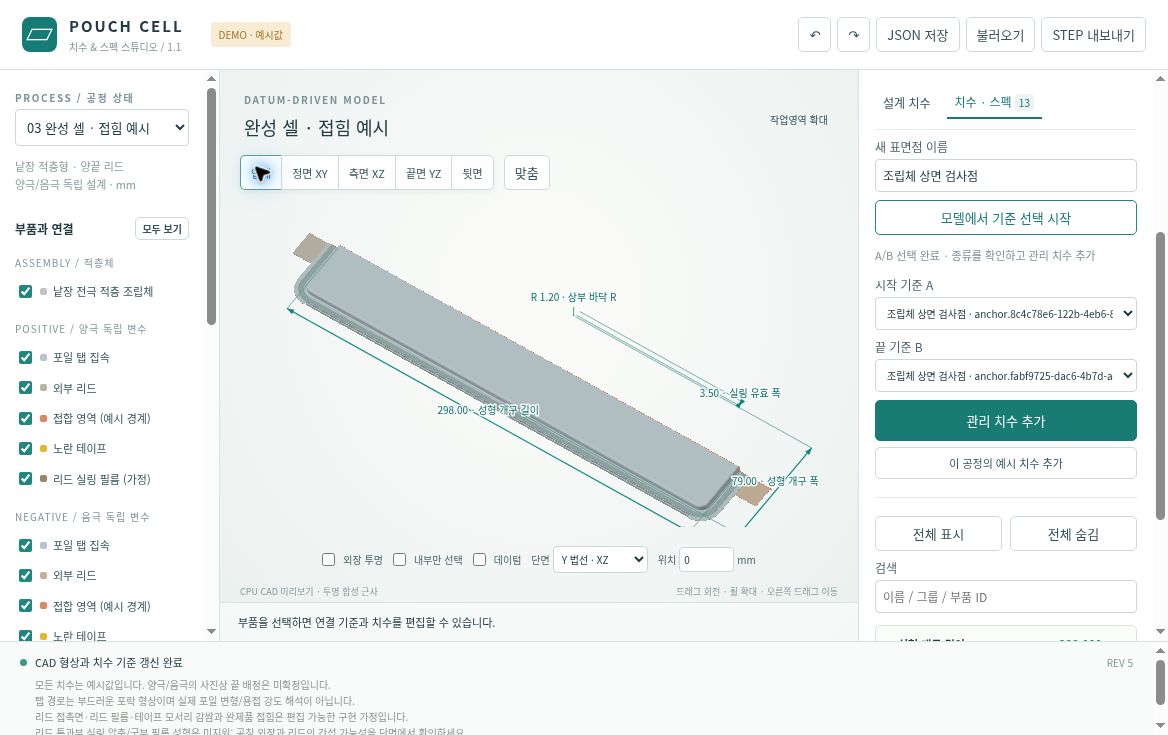 POUCH CELL
치수 & 스펙 스튜디오 / 1.1
DEMO · 예시값
↶
↷
JSON 저장
불러오기
STEP 내보내기
PROCESS / 공정 상태
03 완성 셀 · 접힘 예시
낱장 적층형 · 양끝 리드
양극/음극 독립 설계 · mm
부품과 연결
모두 보기
ASSEMBLY / 적층체
낱장 전극 적층 조립체
POSITIVE / 양극 독립 변수
포일 탭 집속
외부 리드
접합 영역 (예시 경계)
노란 테이프
리드 실링 필름 (가정)
NEGATIVE / 음극 독립 변수
포일 탭 집속
외부 리드
접합 영역 (예시 경계)
노란 테이프
DATUM-DRIVEN MODEL
완성 셀 · 접힘 예시
작업영역 확대
정면 XY
측면 XZ
끝면 YZ
뒷면
맞춤
R 1.20 · 상부 바닥 R
3.50 · 실링 유효 폭
298.00 · 성형 개구 길이
79.00 · 성형 개구 폭
외장 투명
내부만 선택
데이텀
단면
Y 법선 · XZ
위치
0
mm
CPU CAD 미리보기 · 투명 합성 근사
드래그 회전 · 휠 확대 · 오른쪽 드래그 이동
부품을 선택하면 연결 기준과 치수를 편집할 수 있습니다.
설계 치수
치수 · 스펙 13
새 표면점 이름
조립체 상면 검사점
모델에서 기준 선택 시작
A/B 선택 완료 · 종류를 확인하고 관리 치수 추가
시작 기준 A
조립체 상면 검사점 · anchor.8c4c78e6-122b-4eb6-8
끝 기준 B
조립체 상면 검사점 · anchor.fabf9725-dac6-4b7d-a
관리 치수 추가
이 공정의 예시 치수 추가
전체 표시
전체 숨김
검색
이름 / 그룹 / 부품 ID
CAD 형상과 치수 기준 갱신 완료
REV 5
모든 치수는 예시값입니다. 양극/음극의 사진상 끝 배정은 미확정입니다.
탭 경로는 부드러운 포락 형상이며 실제 포일 변형/용접 강도 해석이 아닙니다.
리드 접촉면·리드 필름·테이프 모서리 감쌈과 완제품 접힘은 편집 가능한 구현 가정입니다.